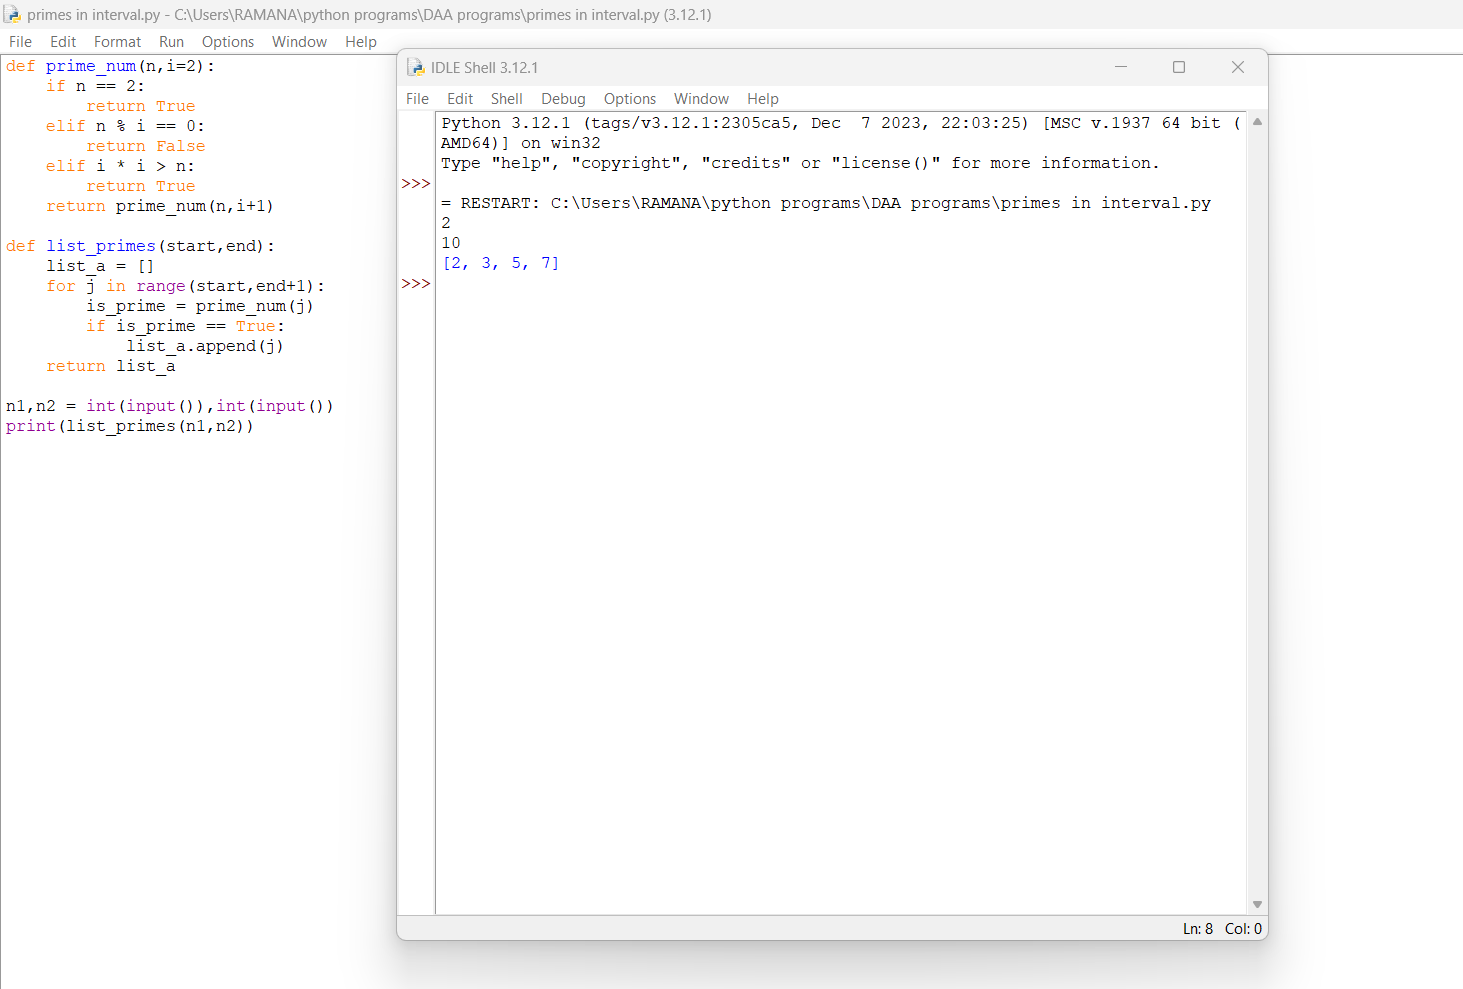 primes in interval.py - C:\Users\RAMANA\python programs\DAA programs\primes in interval.py (3.12.1)
File Edit Format Run Options Window Help
def prime_num(n,i=2):
    if n == 2:
        return True
    elif n % i == 0:
        return False
    elif i * i > n:
        return True
    return prime_num(n,i+1)

def list_primes(start,end):
    list_a = []
    for j in range(start,end+1):
        is_prime = prime_num(j)
        if is_prime == True:
            list_a.append(j)
    return list_a

n1,n2 = int(input()),int(input())
print(list_primes(n1,n2))
IDLE Shell 3.12.1
File Edit Shell Debug Options Window Help
Python 3.12.1 (tags/v3.12.1:2305ca5, Dec  7 2023, 22:03:25) [MSC v.1937 64 bit (
AMD64)] on win32
Type "help", "copyright", "credits" or "license()" for more information.
>>>
= RESTART: C:\Users\RAMANA\python programs\DAA programs\primes in interval.py
2
10
[2, 3, 5, 7]
>>>
Ln: 8 Col: 0